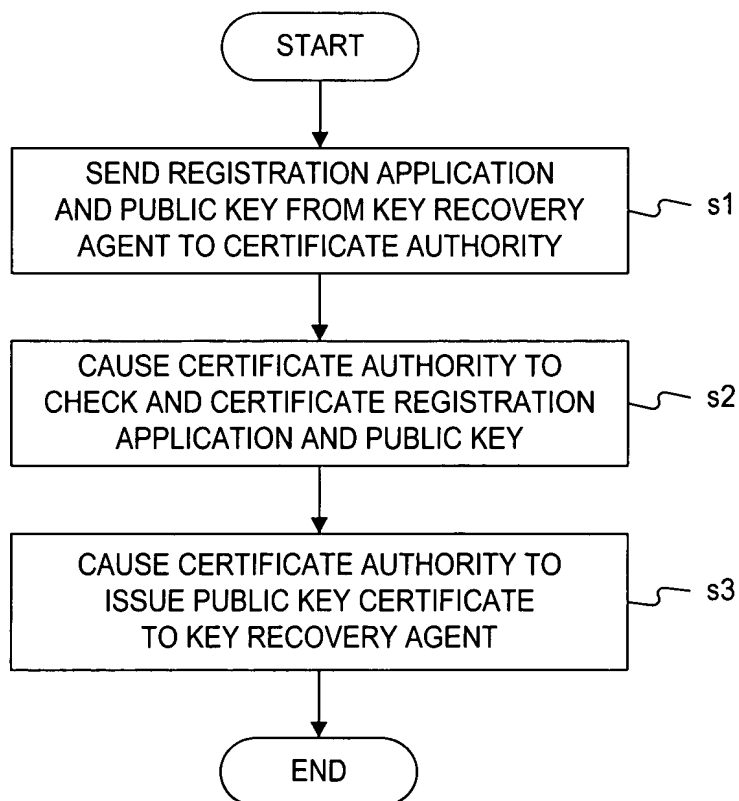 START
SEND REGISTRATION APPLICATION
AND PUBLIC KEY FROM KEY RECOVERY
AGENT TO CERTIFICATE AUTHORITY
s1
CAUSE CERTIFICATE AUTHORITY TO
CHECK AND CERTIFICATE REGISTRATION
APPLICATION AND PUBLIC KEY
s2
CAUSE CERTIFICATE AUTHORITY TO
ISSUE PUBLIC KEY CERTIFICATE
TO KEY RECOVERY AGENT
s3
END